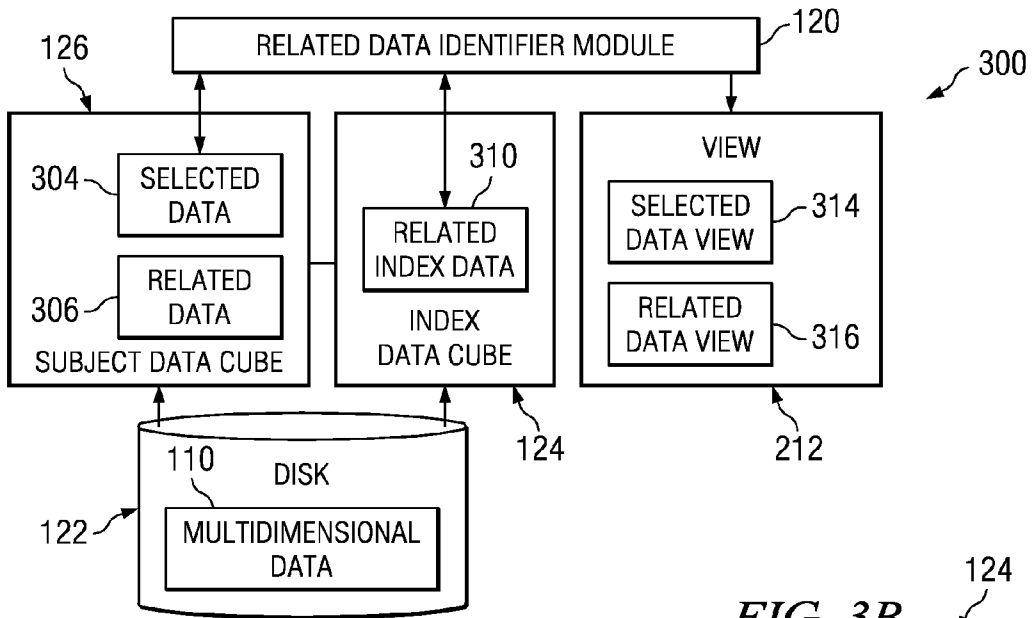 RELATED DATA IDENTIFIER MODULE
120
126
300
304
SELECTED
DATA
306
RELATED
DATA
SUBJECT DATA CUBE
310
RELATED
INDEX DATA
INDEX
DATA CUBE
124
VIEW
SELECTED
DATA VIEW
314
RELATED
DATA VIEW
316
212
110
DISK
122
MULTIDIMENSIONAL
DATA
124
FIG. 3B